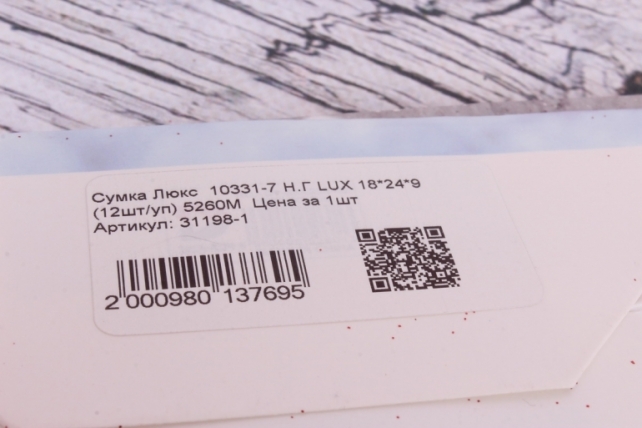 Сумка Люкс 10331-7 Н.Г LUX 18*24*9
(12шт/уп) 5260М Цена за 1шт
Артикул: 31198-1
2 000980 137695